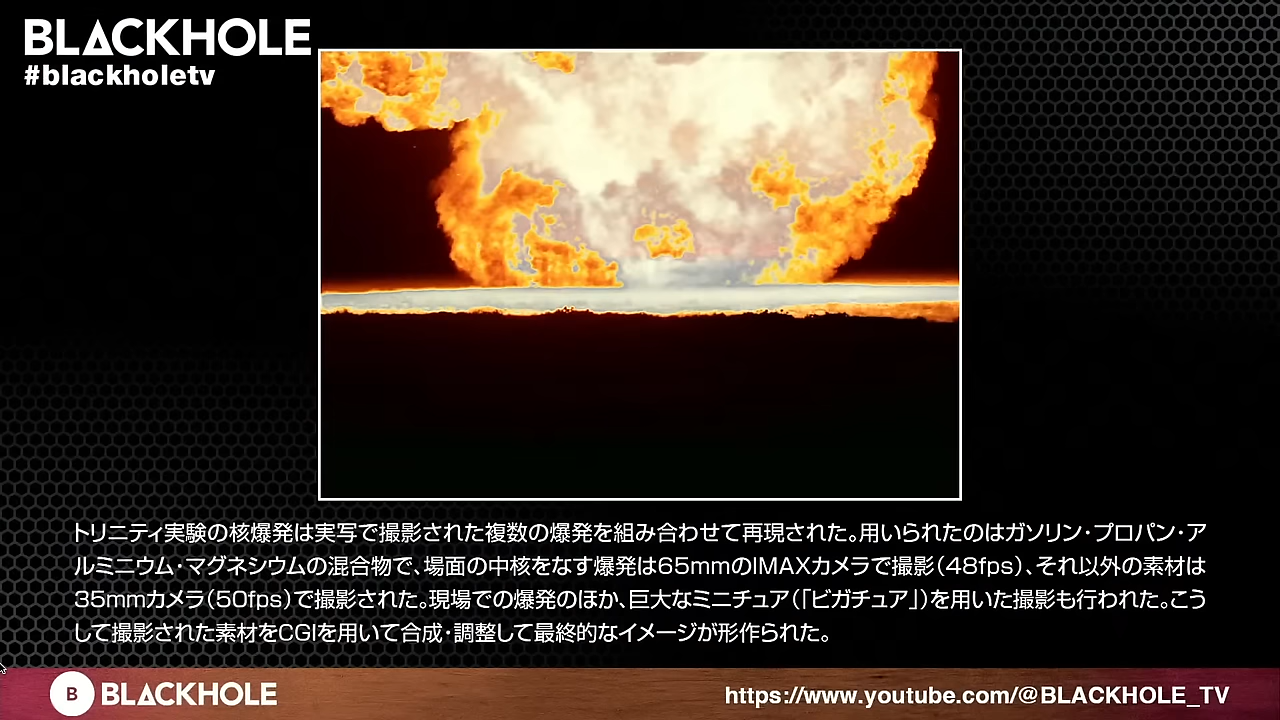 BLACKHOLE
#blackholetv
トリニティ実験の核爆発は実写で撮影された複数の爆発を組み合わせて再現された。用いられたのはガソリン・プロパン・ア
ルミニウム・マグネシウムの混合物で、場面の中核をなす爆発は65mmのIMAXカメラで撮影(48fps)、それ以外の素材は
35mmカメラ(50fps)で撮影された。現場での爆発のほか、巨大なミニチュア(「ビガチュア」)を用いた撮影も行われた。こう
して撮影された素材をCGIを用いて合成・調整して最終的なイメージが形作られた。
B BLACKHOLE
https://www.youtube.com/@BLACKHOLE_TV